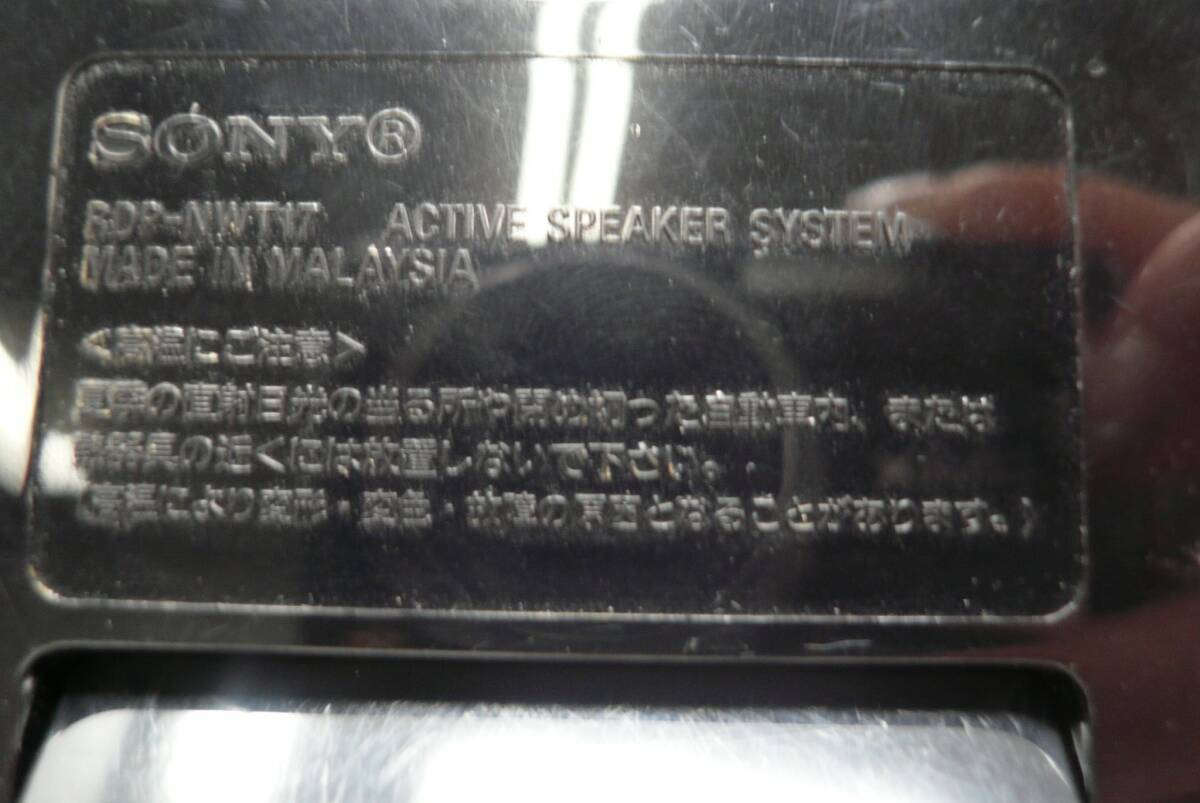 SONY®
RDP-NWT17 ACTIVE SPEAKER SYSTEM
MADE IN MALAYSIA
<高温にご注意>
真夏の直射日光の当る所や閉め切った自動車内、または
熱器具の近くには放置しないで下さい。
(高温により変形・変色・故障の原因となることがあります。)